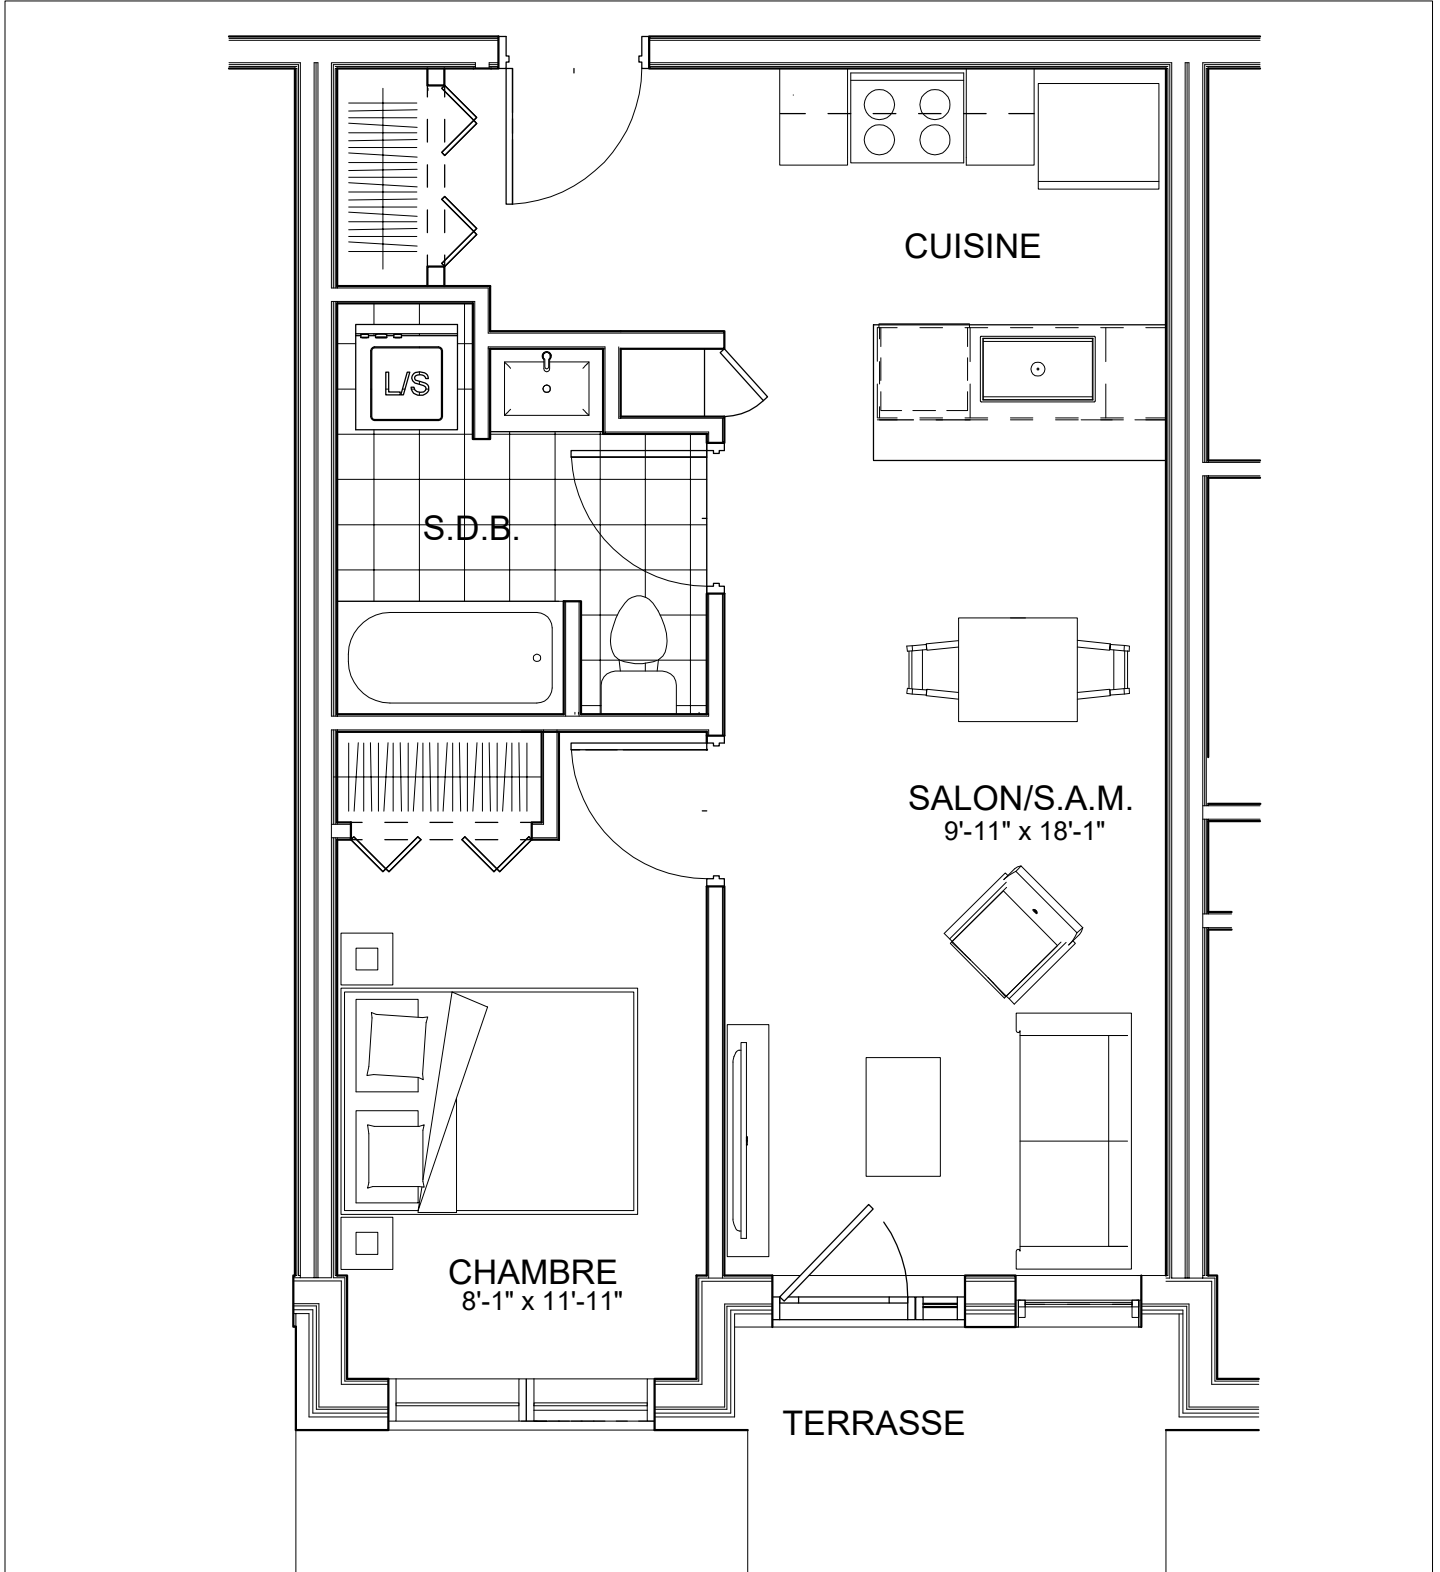 CUISINE
L/S
S.D.B.
SALON/S.A.M.
9'-11" x 18'-1"
CHAMBRE
8'-1" x 11'-11"
TERRASSE